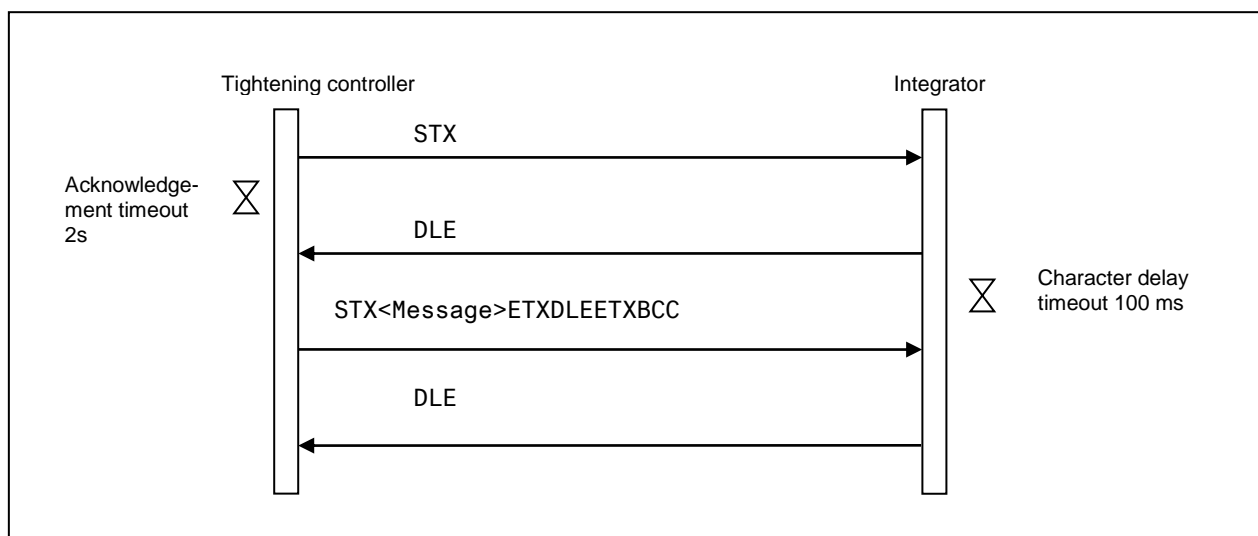 Tightening controller
Integrator
STX
Acknowledge-
ment timeout
2s
DLE
Character delay
timeout 100 ms
STX<Message>ETXDLEETXBCC
DLE